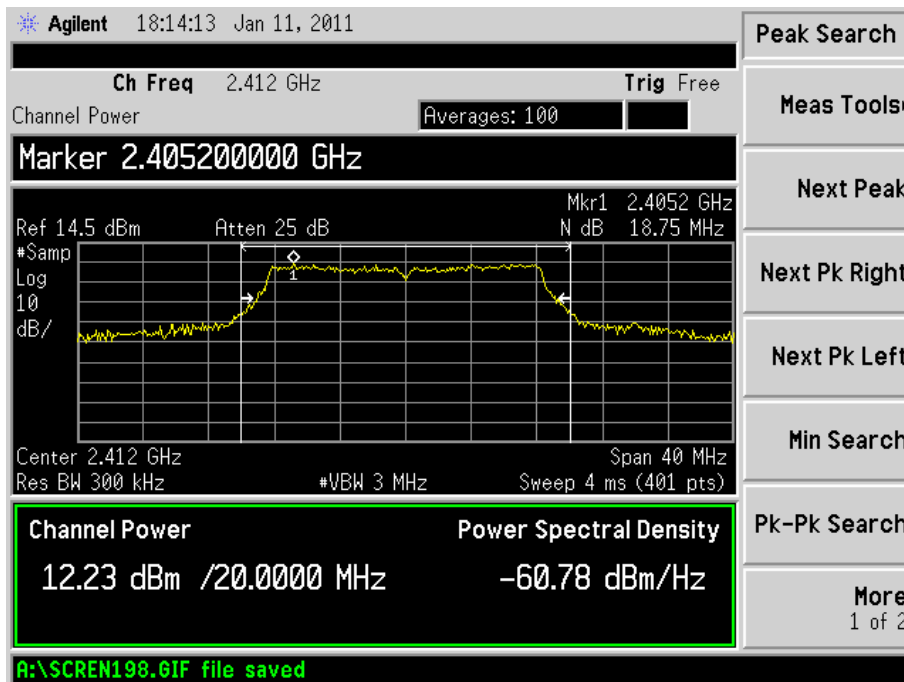 Agilent 18:14:13 Jan 11, 2011
Ch Freq 2.412 GHz Trig Free
Channel Power Averages: 100
Marker 2.405200000 GHz
Mkr1 2.4052 GHz
Ref 14.5 dBm Atten 25 dB N dB 18.75 MHz
#Samp
Log
10
dB/
1
Center 2.412 GHz Span 40 MHz
Res BW 300 kHz #VBW 3 MHz Sweep 4 ms (401 pts)
Channel Power Power Spectral Density
12.23 dBm /20.0000 MHz -60.78 dBm/Hz
A:\SCREN198.GIF file saved
Peak Search
Meas Tools
Next Peak
Next Pk Right
Next Pk Left
Min Search
Pk-Pk Search
More
1 of 2